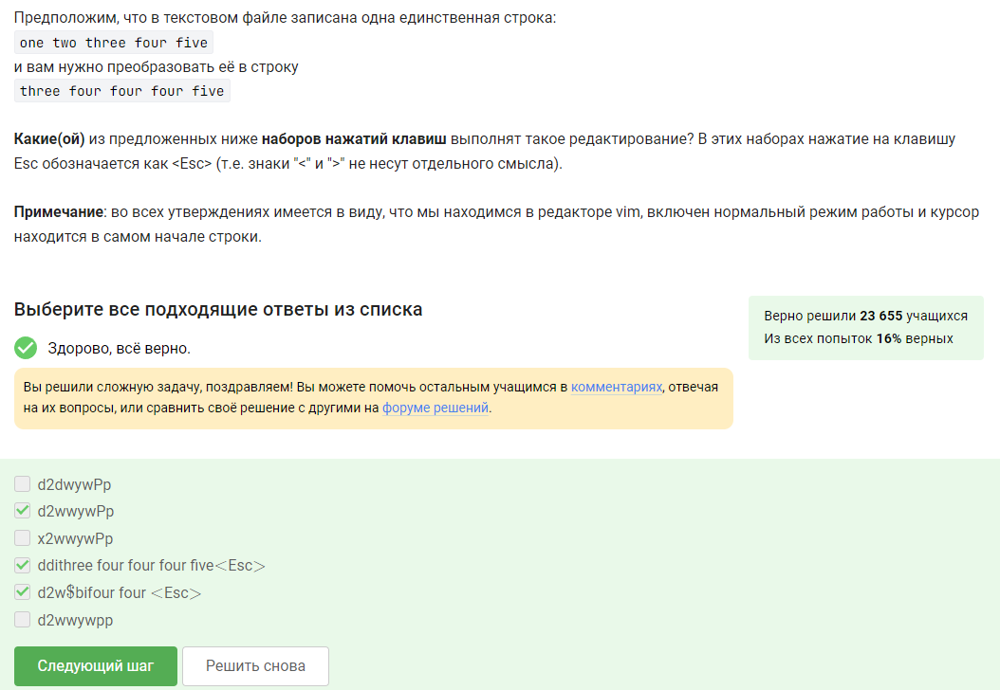 Предположим, что в текстовом файле записана одна единственная строка:
one two three four five
и вам нужно преобразовать её в строку
three four four four five
Какие(ой) из предложенных ниже наборов нажатий клавиш выполнят такое редактирование? В этих наборах нажатие на клавишу
Esc обозначается как <Esc> (т.е. знаки "<" и ">" не несут отдельного смысла).
Примечание: во всех утверждениях имеется в виду, что мы находимся в редакторе vim, включен нормальный режим работы и курсор
находится в самом начале строки.
Выберите все подходящие ответы из списка
Верно решили 23 655 учащихся
Из всех попыток 16% верных
Здорово, всё верно.
Вы решили сложную задачу, поздравляем! Вы можете помочь остальным учащимся в комментариях, отвечая
на их вопросы, или сравнить своё решение с другими на форуме решений.
d2dwywPp
d2wwywPp
x2wwywPp
ddithree four four four five<Esc>
d2w$bifour four <Esc>
d2wwywpp
Следующий шаг
Решить снова